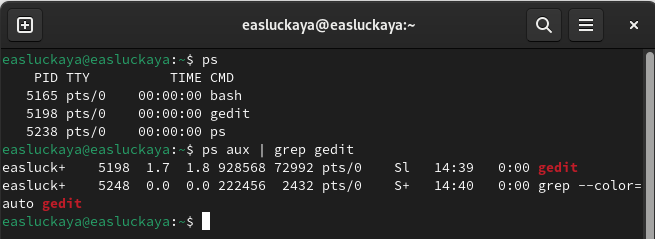 easluckaya@easluckaya:~
easluckaya@easluckaya:~$ ps
    PID TTY          TIME CMD
   5165 pts/0    00:00:00 bash
   5198 pts/0    00:00:00 gedit
   5238 pts/0    00:00:00 ps
easluckaya@easluckaya:~$ ps aux | grep gedit
easluck+    5198  1.7  1.8 928568 72992 pts/0    Sl   14:39   0:00 gedit
easluck+    5248  0.0  0.0 222456  2432 pts/0    S+   14:40   0:00 grep --color=
auto gedit
easluckaya@easluckaya:~$